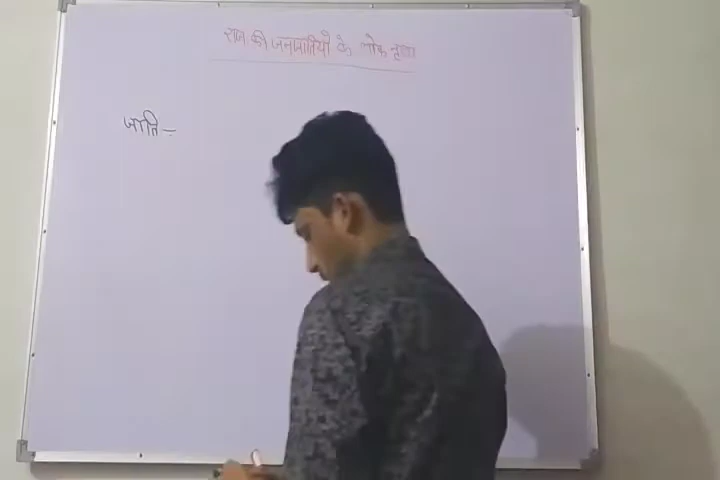 राज की जनजातियों के लोक नृत्य
जाति :-